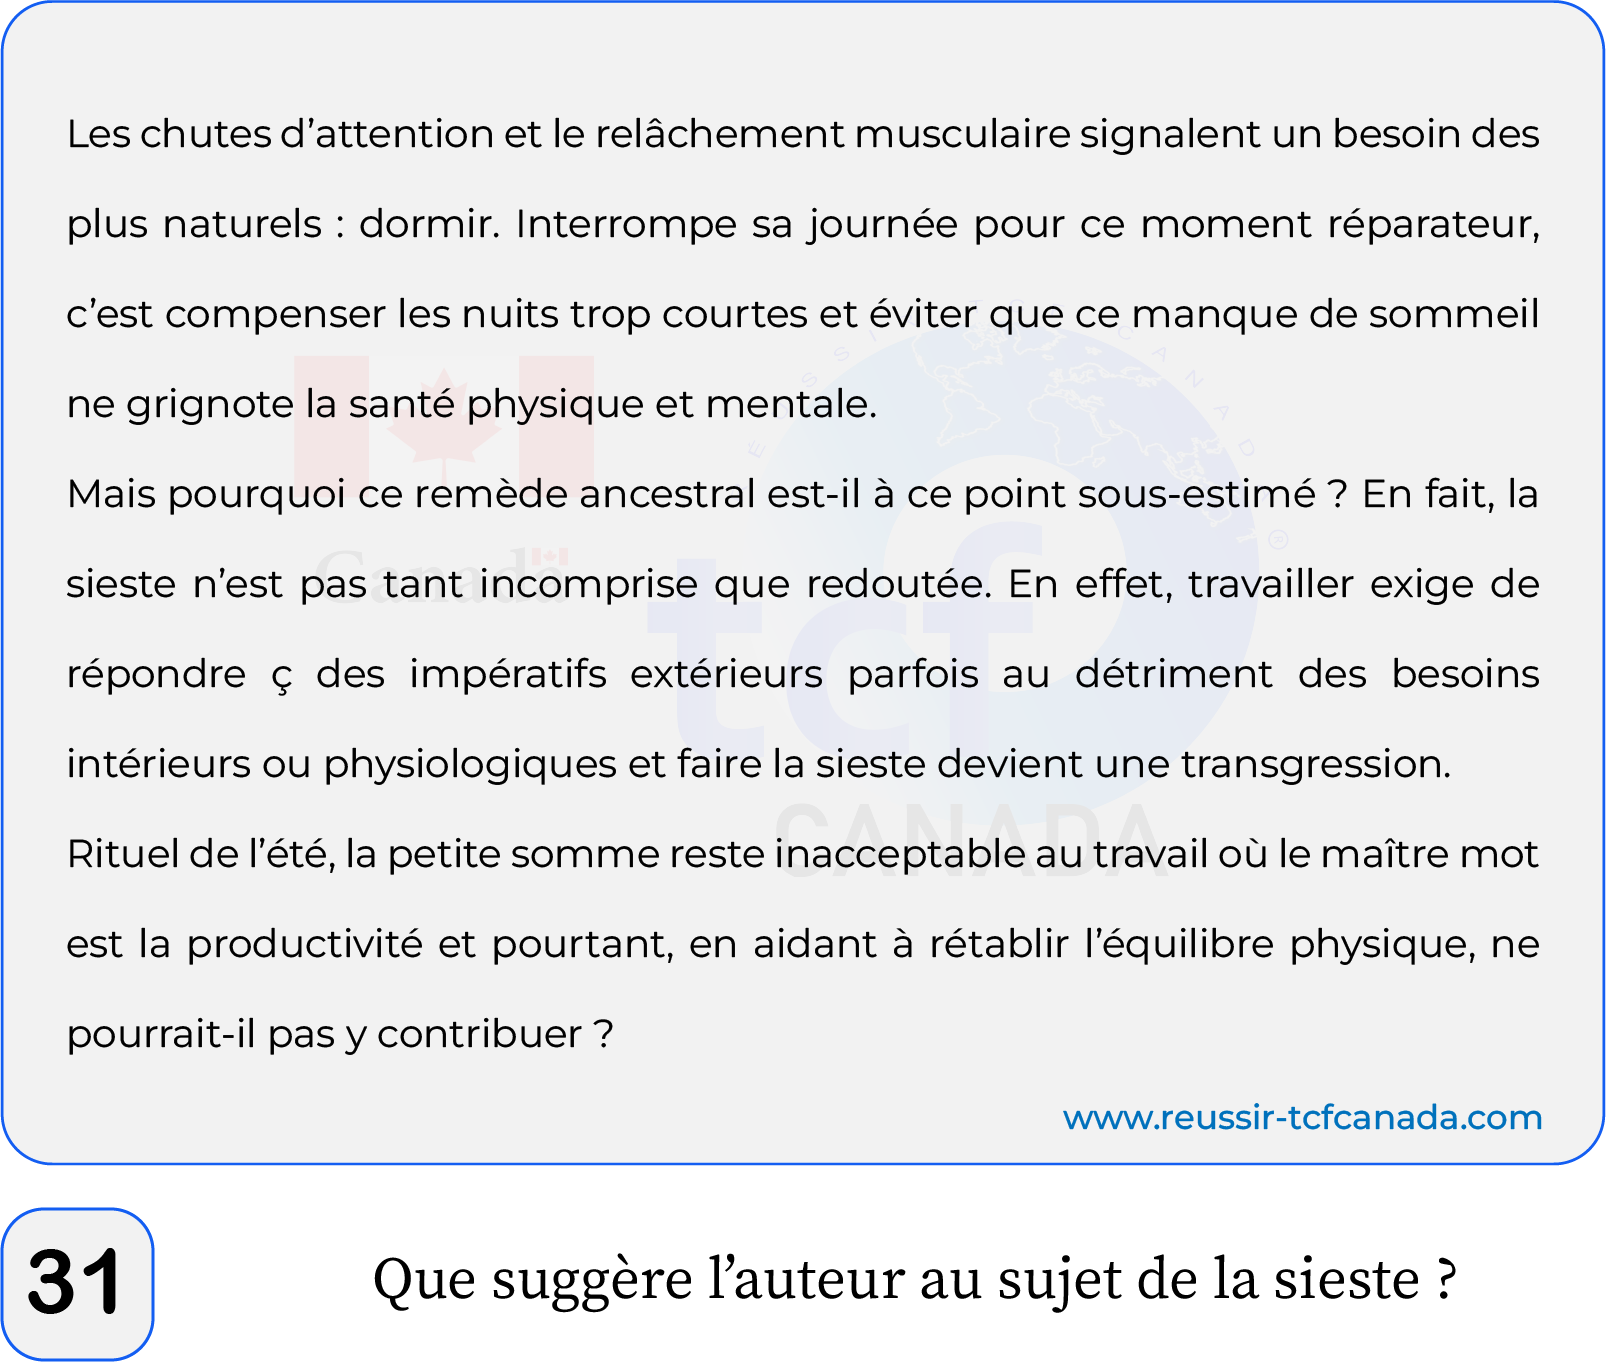 Les chutes d’attention et le relâchement musculaire signalent un besoin des
plus naturels : dormir. Interrompe sa journée pour ce moment réparateur,
c’est compenser les nuits trop courtes et éviter que ce manque de sommeil
ne grignote la santé physique et mentale.
Mais pourquoi ce remède ancestral est-il à ce point sous-estimé ? En fait, la
sieste n’est pas tant incomprise que redoutée. En effet, travailler exige de
répondre ç des impératifs extérieurs parfois au détriment des besoins
intérieurs ou physiologiques et faire la sieste devient une transgression.
Rituel de l’été, la petite somme reste inacceptable au travail où le maître mot
est la productivité et pourtant, en aidant à rétablir l’équilibre physique, ne
pourrait-il pas y contribuer ?
Canada
tcf
CANADA
www.reussir-tcfcanada.com
31
Que suggère l’auteur au sujet de la sieste ?